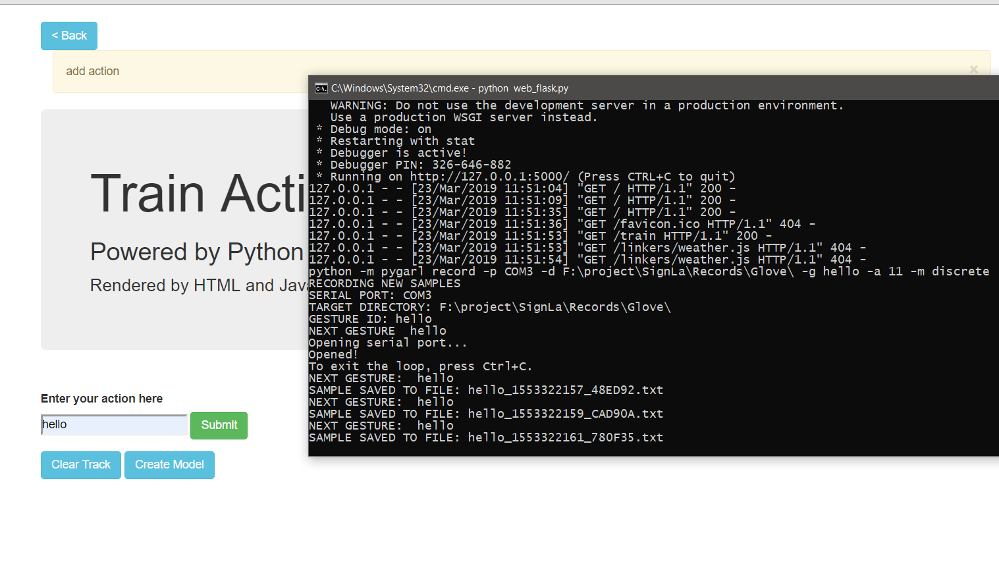 < Back
add action
×
Train Acti
Powered by Python
Rendered by HTML and Java
Enter your action here
hello
Submit
Clear Track
Create Model
C:\Windows\System32\cmd.exe - python  web_flask.py
WARNING: Do not use the development server in a production environment.
Use a production WSGI server instead.
* Debug mode: on
* Restarting with stat
* Debugger is active!
* Debugger PIN: 326-646-882
* Running on http://127.0.0.1:5000/ (Press CTRL+C to quit)
127.0.0.1 - - [23/Mar/2019 11:51:04] "GET / HTTP/1.1" 200 -
127.0.0.1 - - [23/Mar/2019 11:51:09] "GET / HTTP/1.1" 200 -
127.0.0.1 - - [23/Mar/2019 11:51:35] "GET / HTTP/1.1" 200 -
127.0.0.1 - - [23/Mar/2019 11:51:36] "GET /favicon.ico HTTP/1.1" 404 -
127.0.0.1 - - [23/Mar/2019 11:51:53] "GET /train HTTP/1.1" 200 -
127.0.0.1 - - [23/Mar/2019 11:51:53] "GET /linkers/weather.js HTTP/1.1" 404 -
127.0.0.1 - - [23/Mar/2019 11:51:54] "GET /linkers/weather.js HTTP/1.1" 404 -
python -m pygarl record -p COM3 -d F:\project\SignLa\Records\Glove\ -g hello -a 11 -m discrete
RECORDING NEW SAMPLES
SERIAL PORT: COM3
TARGET DIRECTORY: F:\project\SignLa\Records\Glove\
GESTURE ID: hello
NEXT GESTURE  hello
Opening serial port...
Opened!
To exit the loop, press Ctrl+C.
NEXT GESTURE:  hello
SAMPLE SAVED TO FILE: hello_1553322157_48ED92.txt
NEXT GESTURE:  hello
SAMPLE SAVED TO FILE: hello_1553322159_CAD90A.txt
NEXT GESTURE:  hello
SAMPLE SAVED TO FILE: hello_1553322161_780F35.txt